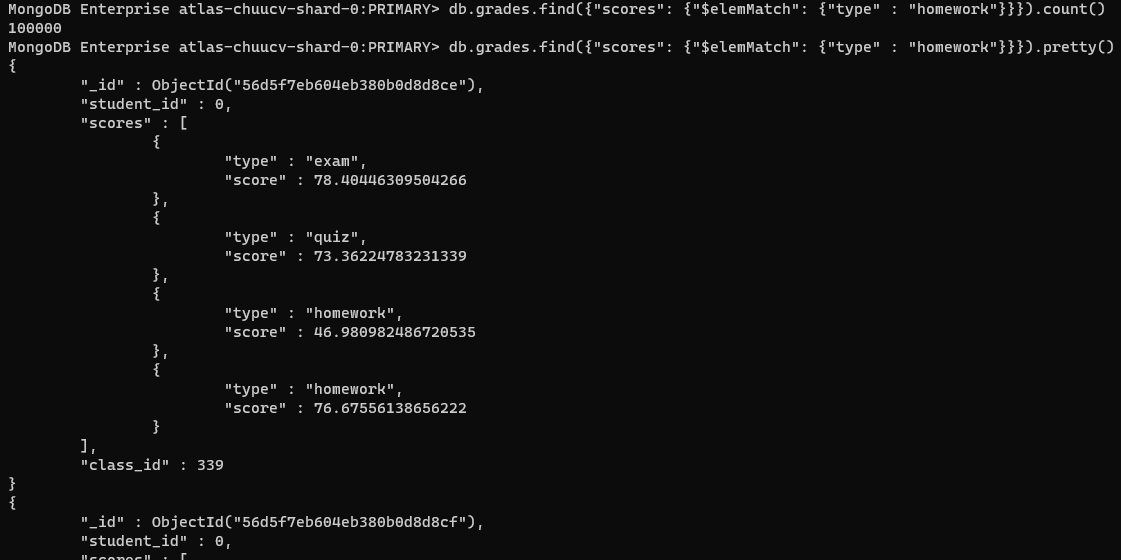 MongoDB Enterprise atlas-chuucv-shard-0:PRIMARY> db.grades.find({"scores": {"$elemMatch": {"type" : "homework"}}}).count()
100000
MongoDB Enterprise atlas-chuucv-shard-0:PRIMARY> db.grades.find({"scores": {"$elemMatch": {"type" : "homework"}}}).pretty()
{
        "_id" : ObjectId("56d5f7eb604eb380b0d8d8ce"),
        "student_id" : 0,
        "scores" : [
                {
                        "type" : "exam",
                        "score" : 78.40446309504266
                },
                {
                        "type" : "quiz",
                        "score" : 73.36224783231339
                },
                {
                        "type" : "homework",
                        "score" : 46.980982486720535
                },
                {
                        "type" : "homework",
                        "score" : 76.67556138656222
                }
        ],
        "class_id" : 339
}
{
        "_id" : ObjectId("56d5f7eb604eb380b0d8d8cf"),
        "student_id" : 0,
        "scores" : [